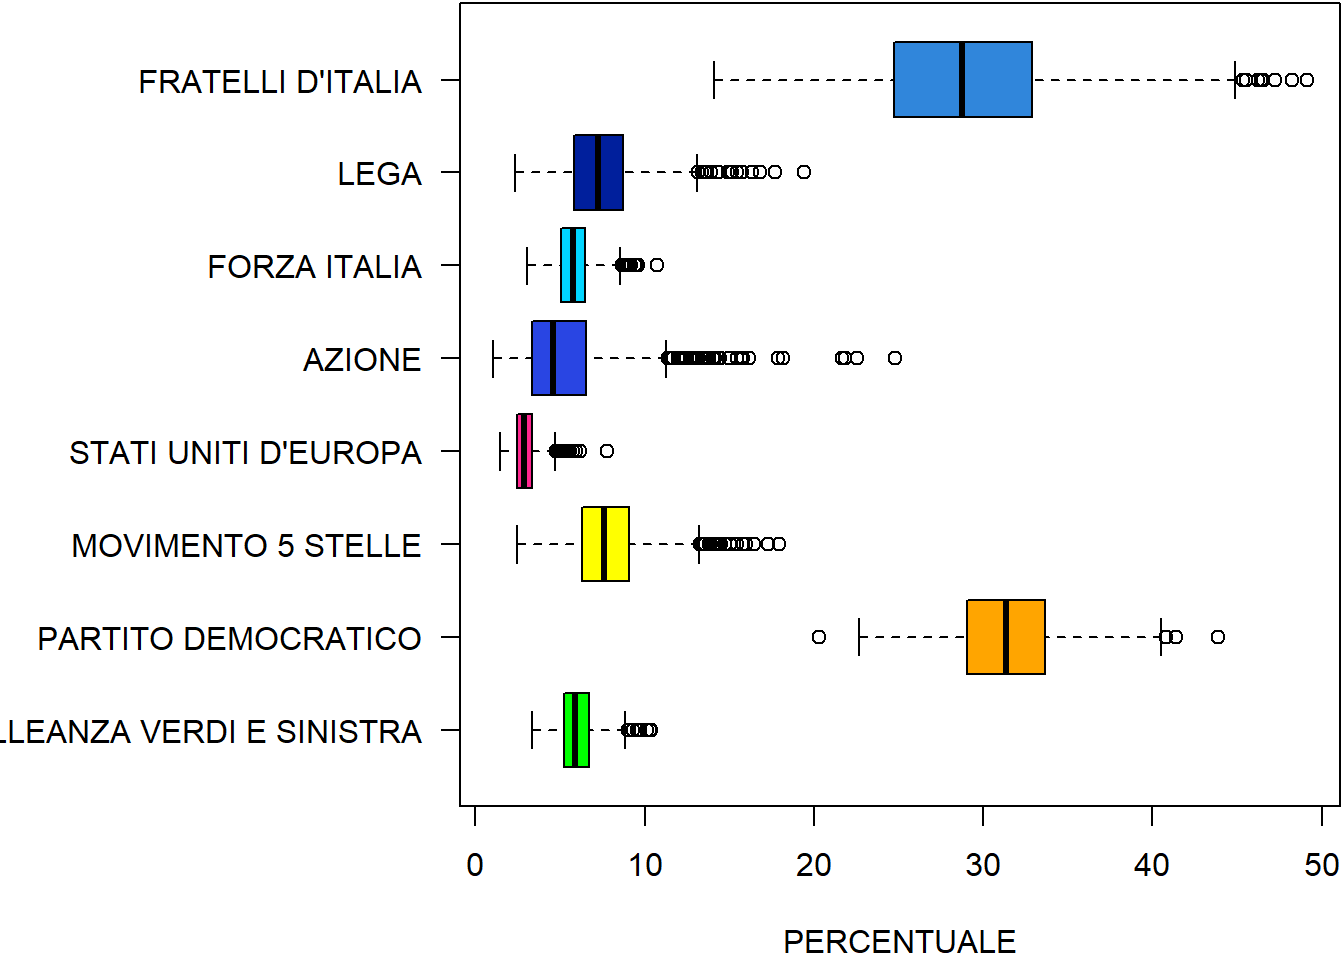 FRATELLI D'ITALIA
LEGA
FORZA ITALIA
AZIONE
STATI UNITI D'EUROPA
MOVIMENTO 5 STELLE
PARTITO DEMOCRATICO
LLEANZA VERDI E SINISTRA
0 10 20 30 40 50
PERCENTUALE